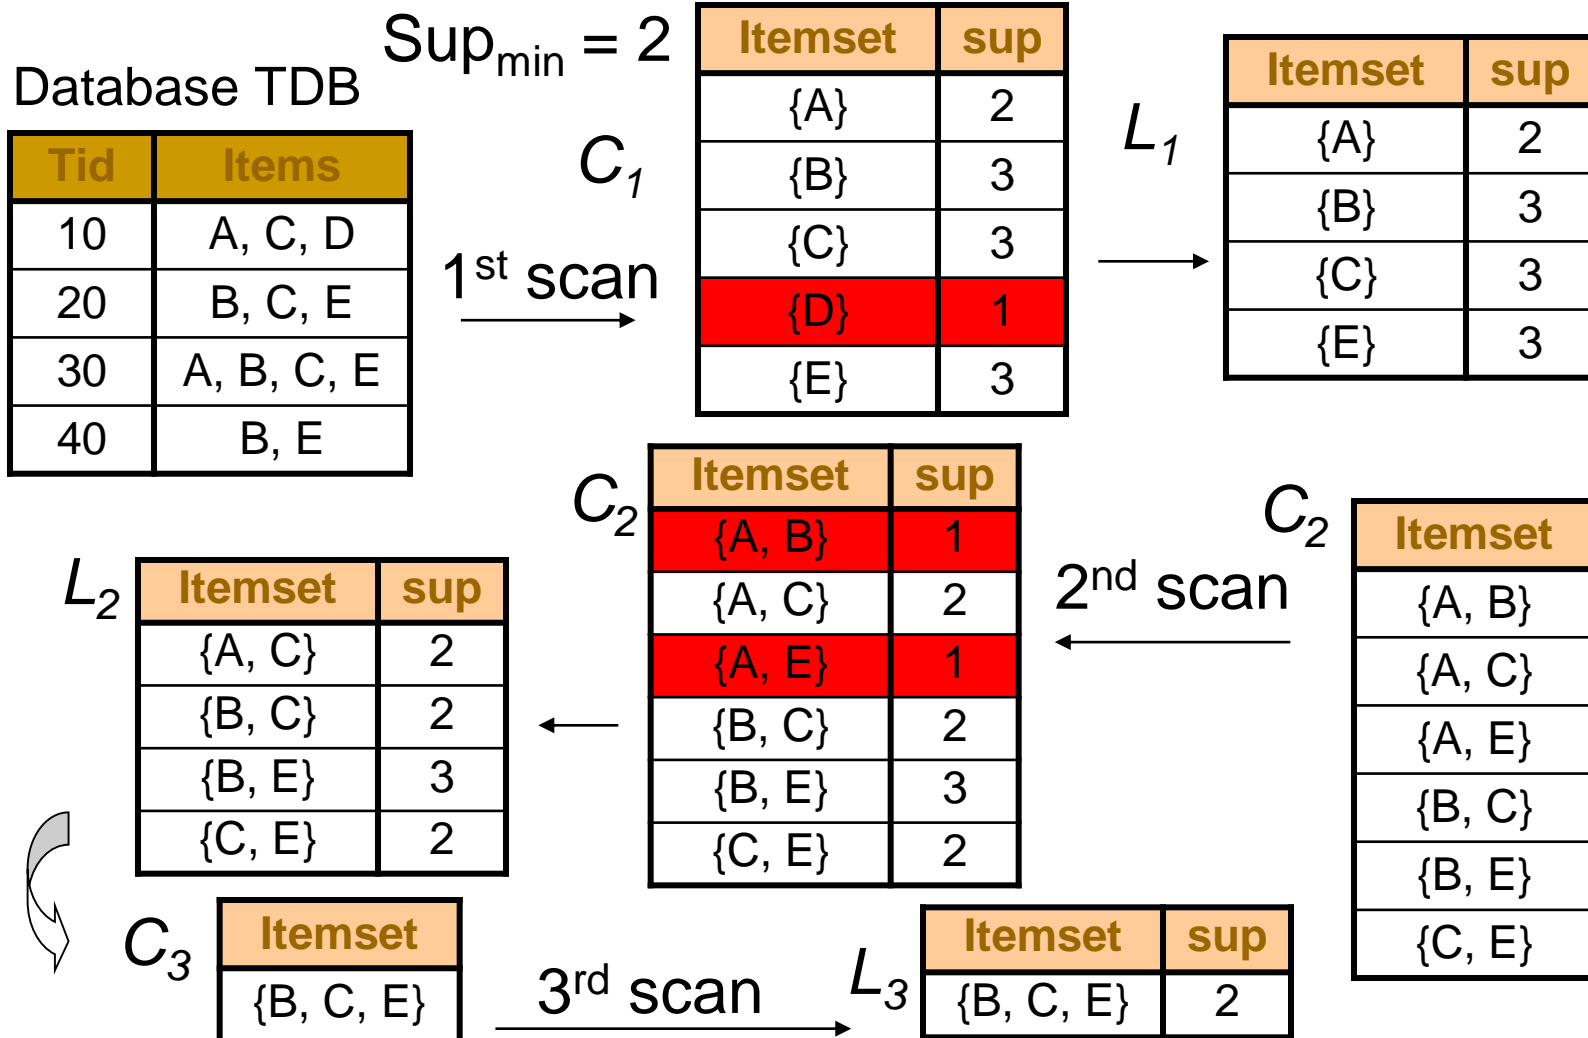 Sup_min = 2
Database TDB
Tid Items
10 A, C, D
20 B, C, E
30 A, B, C, E
40 B, E
1st scan
C1
Itemset sup
{A} 2
{B} 3
{C} 3
{D} 1
{E} 3
L1
Itemset sup
{A} 2
{B} 3
{C} 3
{E} 3
C2
Itemset
{A, B}
{A, C}
{A, E}
{B, C}
{B, E}
{C, E}
2nd scan
C2
Itemset sup
{A, B} 1
{A, C} 2
{A, E} 1
{B, C} 2
{B, E} 3
{C, E} 2
L2
Itemset sup
{A, C} 2
{B, C} 2
{B, E} 3
{C, E} 2
C3
Itemset
{B, C, E}
3rd scan
L3
Itemset sup
{B, C, E} 2